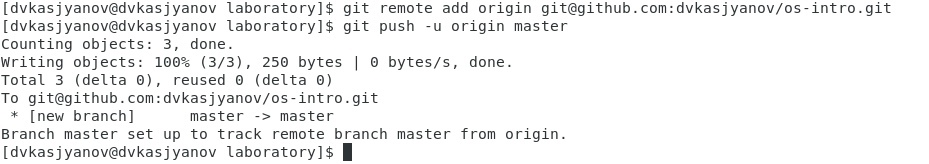 [dvkasjyanov@dvkasjyanov laboratory]$ git remote add origin git@github.com:dvkasjyanov/os-intro.git
[dvkasjyanov@dvkasjyanov laboratory]$ git push -u origin master
Counting objects: 3, done.
Writing objects: 100% (3/3), 250 bytes | 0 bytes/s, done.
Total 3 (delta 0), reused 0 (delta 0)
To git@github.com:dvkasjyanov/os-intro.git
 * [new branch]      master -> master
Branch master set up to track remote branch master from origin.
[dvkasjyanov@dvkasjyanov laboratory]$